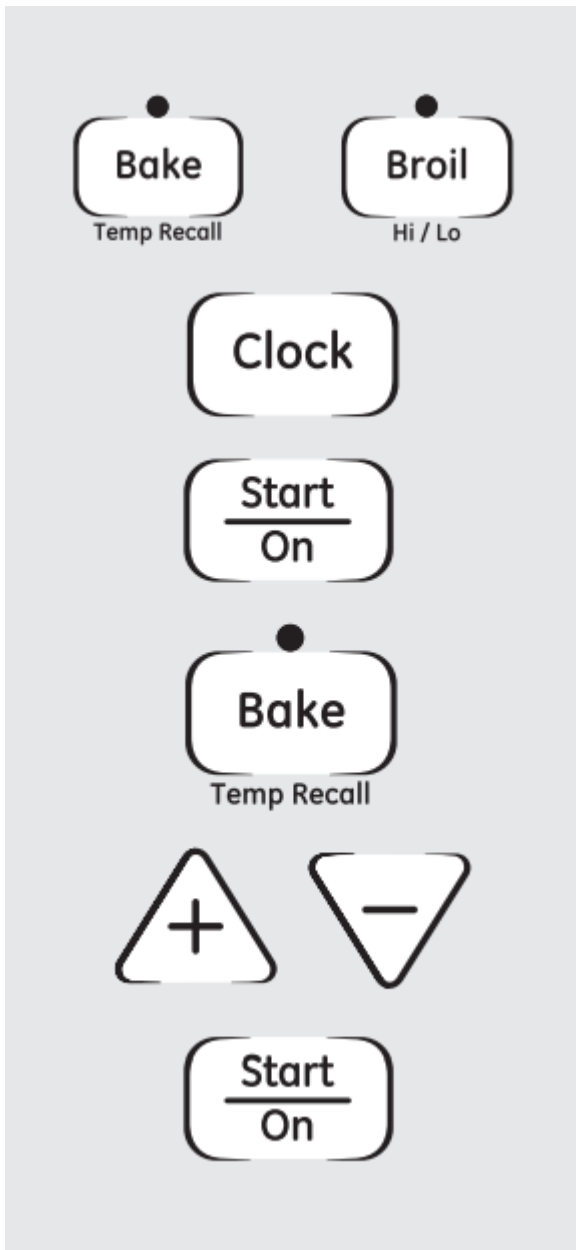 Bake Broil
Temp Recall Hi / Lo
Clock
Start
On
Bake
Temp Recall
+ −
Start
On